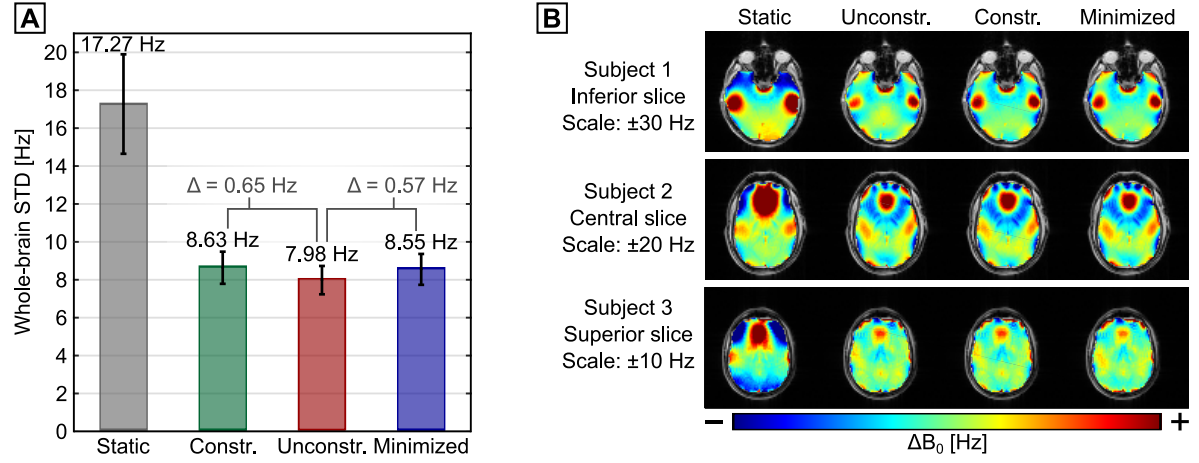 A
Whole-brain STD [Hz]
20
18
16
14
12
10
8
6
4
2
0
17.27 Hz
Δ = 0.65 Hz
Δ = 0.57 Hz
8.63 Hz
7.98 Hz
8.55 Hz
Static
Constr.
Unconstr.
Minimized
B
Static
Unconstr.
Constr.
Minimized
Subject 1
Inferior slice
Scale: ±30 Hz
Subject 2
Central slice
Scale: ±20 Hz
Subject 3
Superior slice
Scale: ±10 Hz
−
+
ΔB₀ [Hz]